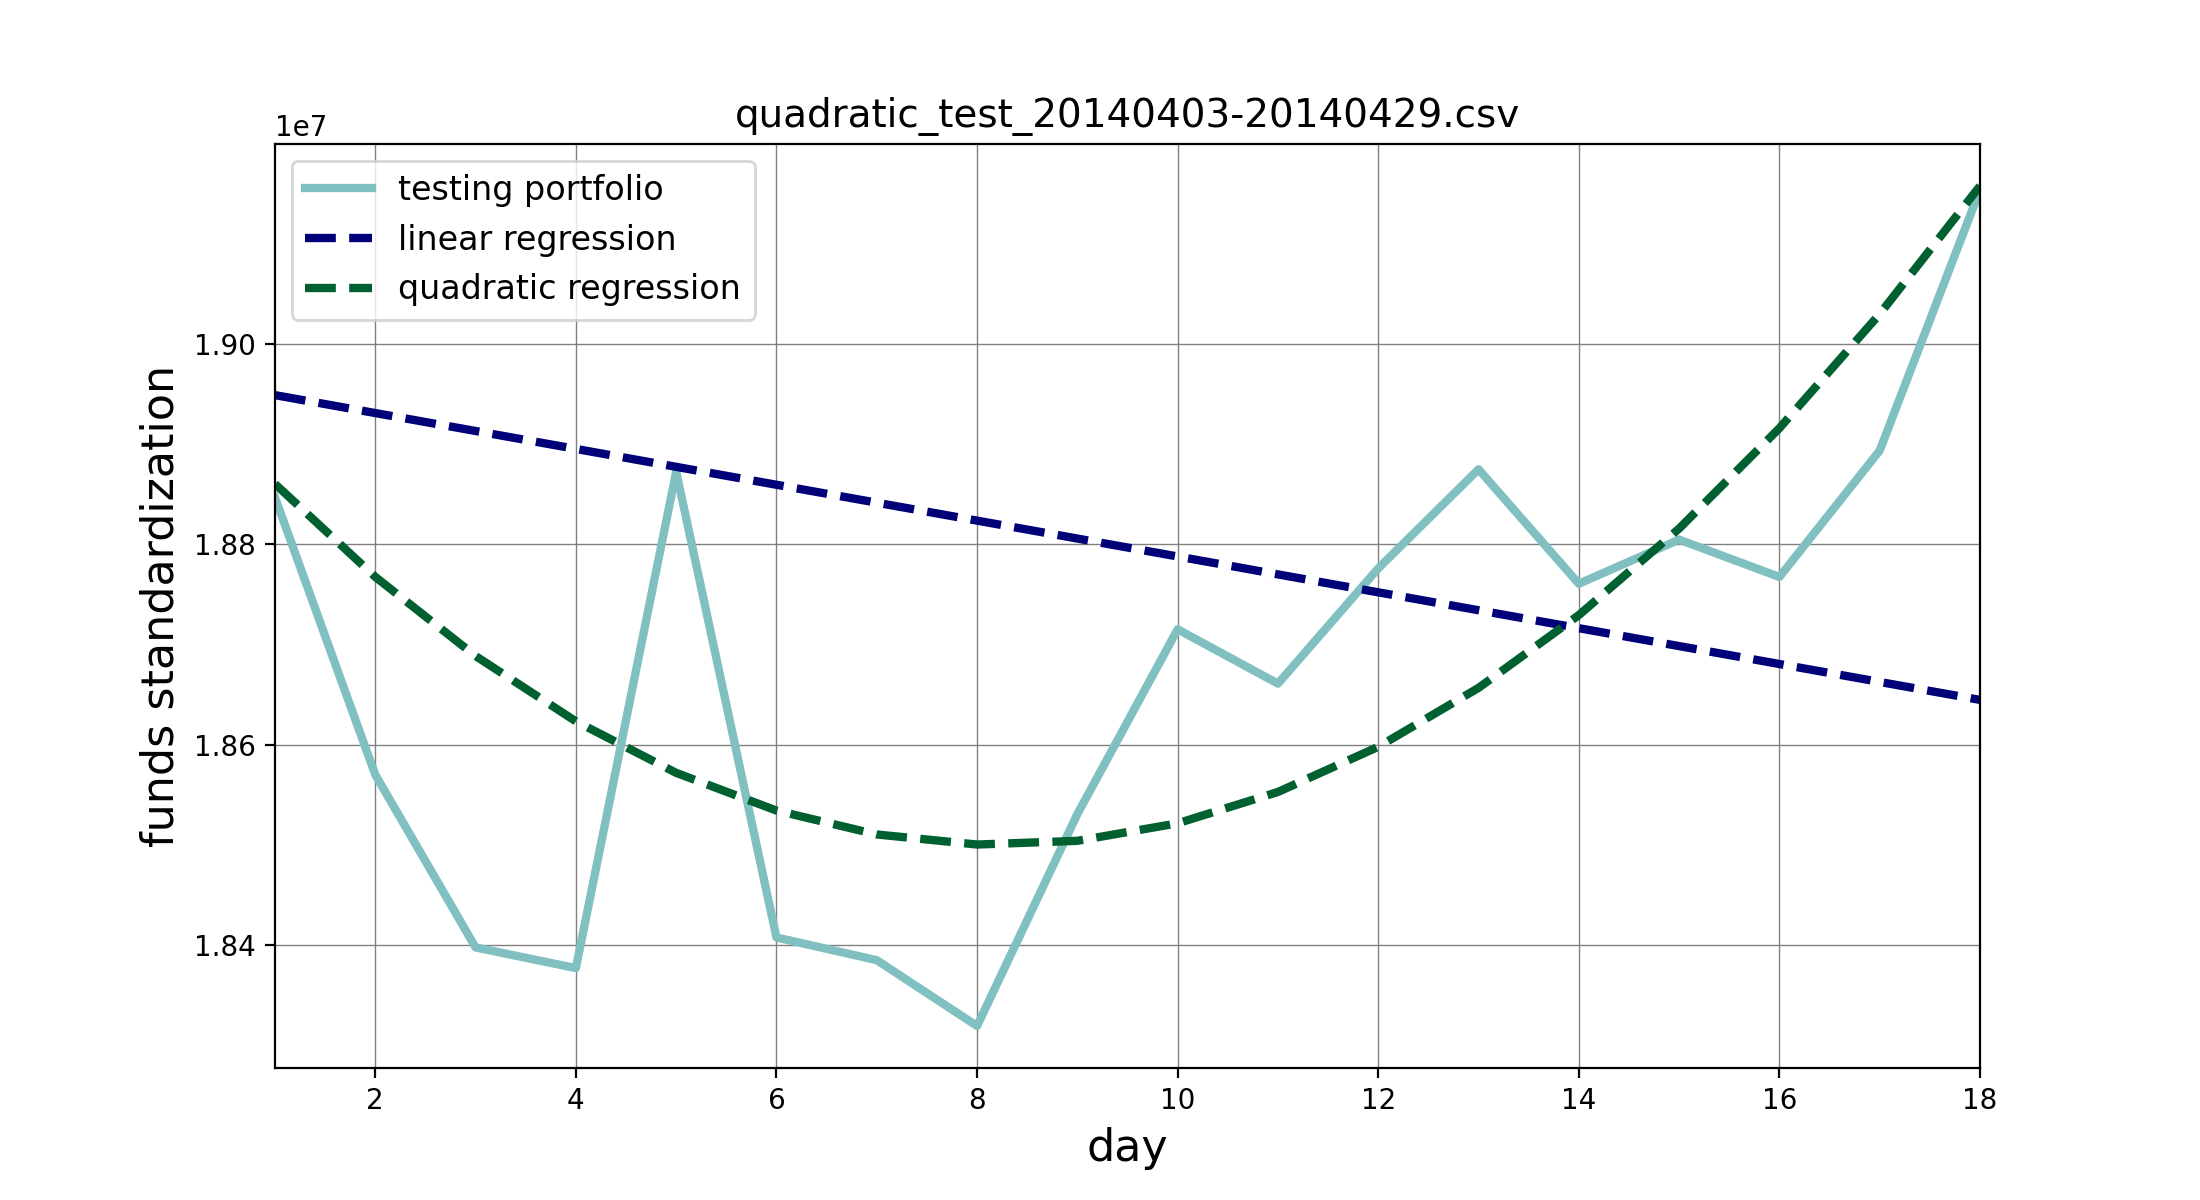 quadratic_test_20140403-20140429.csv
1e7
testing portfolio
linear regression
quadratic regression
1.90
1.88
1.86
1.84
funds standardization
2 4 6 8 10 12 14 16 18
day